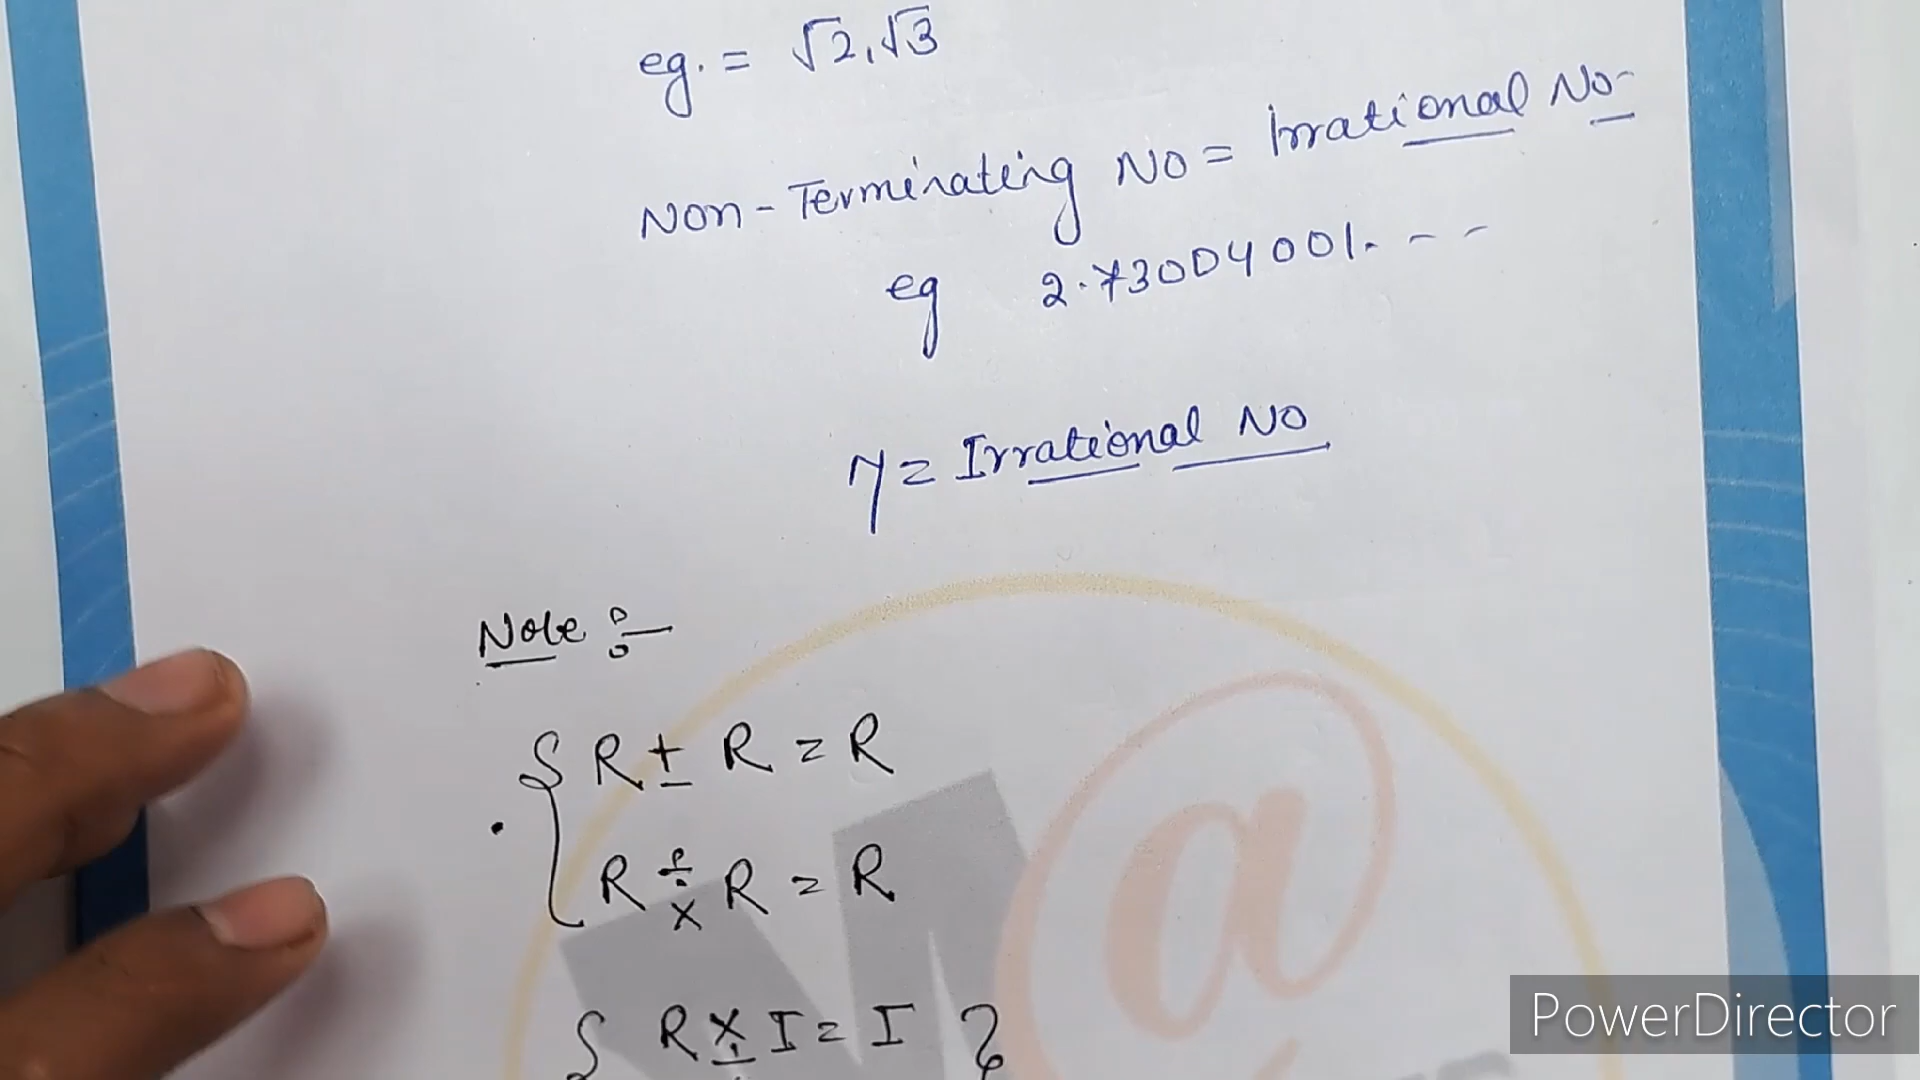 eg. = √2, √3
Non-Terminating No = Irrational No-
eg 2.73004001. - - -
η = Irrational NO
Note :-
R ± R = R
R ÷ × R = R
R × ÷ I = I
PowerDirector